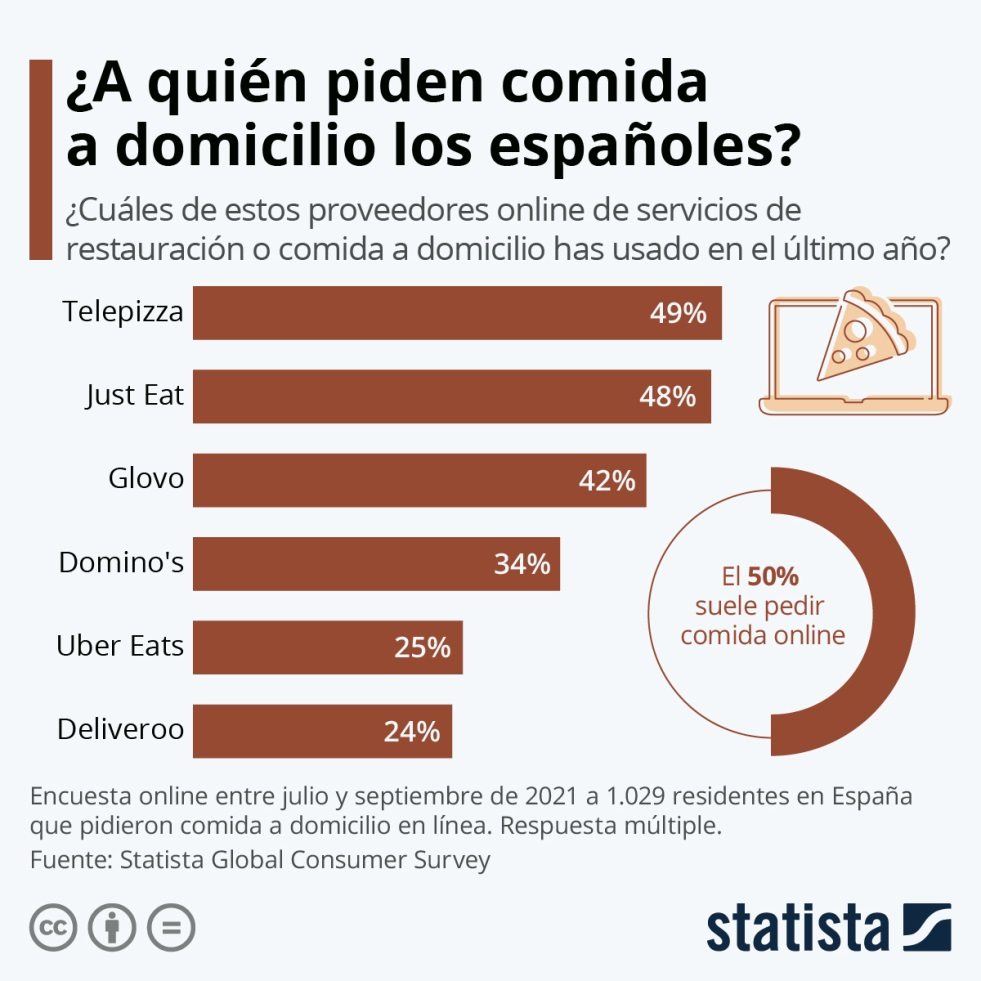 ¿A quién piden comida
a domicilio los españoles?
¿Cuáles de estos proveedores online de servicios de
restauración o comida a domicilio has usado en el último año?
Telepizza 49%
Just Eat 48%
Glovo 42%
Domino's 34%
Uber Eats 25%
Deliveroo 24%
El 50%
suele pedir
comida online
Encuesta online entre julio y septiembre de 2021 a 1.029 residentes en España
que pidieron comida a domicilio en línea. Respuesta múltiple.
Fuente: Statista Global Consumer Survey
cc
statista